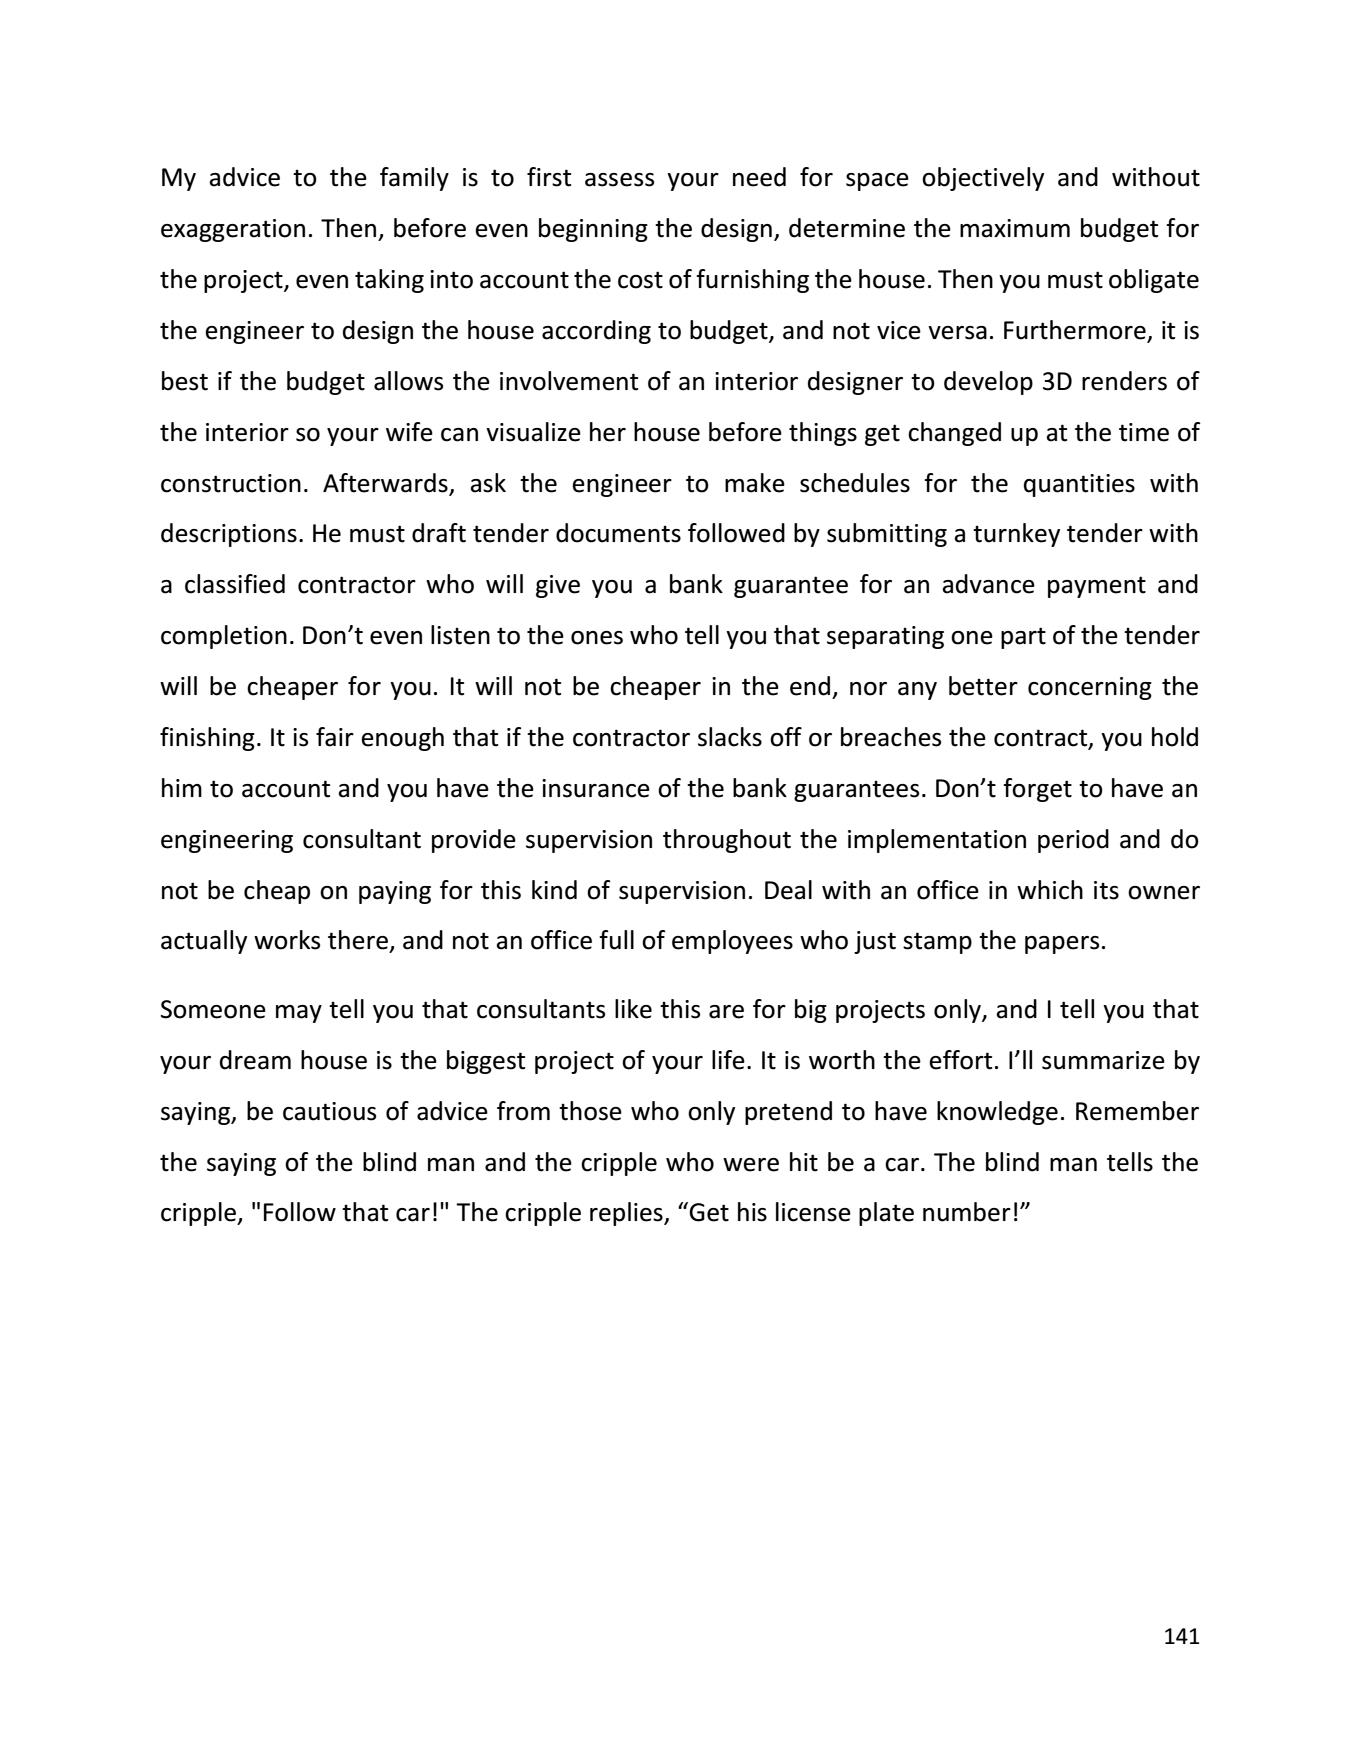 My advice to the family is to first assess your need for space objectively and without
exaggeration. Then, before even beginning the design, determine the maximum budget for
the project, even taking into account the cost of furnishing the house. Then you must obligate
the engineer to design the house according to budget, and not vice versa. Furthermore, it is
best if the budget allows the involvement of an interior designer to develop 3D renders of
the interior so your wife can visualize her house before things get changed up at the time of
construction. Afterwards, ask the engineer to make schedules for the quantities with
descriptions. He must draft tender documents followed by submitting a turnkey tender with
a classified contractor who will give you a bank guarantee for an advance payment and
completion. Don’t even listen to the ones who tell you that separating one part of the tender
will be cheaper for you. It will not be cheaper in the end, nor any better concerning the
finishing. It is fair enough that if the contractor slacks off or breaches the contract, you hold
him to account and you have the insurance of the bank guarantees. Don’t forget to have an
engineering consultant provide supervision throughout the implementation period and do
not be cheap on paying for this kind of supervision. Deal with an office in which its owner
actually works there, and not an office full of employees who just stamp the papers.
Someone may tell you that consultants like this are for big projects only, and I tell you that
your dream house is the biggest project of your life. It is worth the effort. I’ll summarize by
saying, be cautious of advice from those who only pretend to have knowledge. Remember
the saying of the blind man and the cripple who were hit be a car. The blind man tells the
cripple, "Follow that car!" The cripple replies, “Get his license plate number!”
141